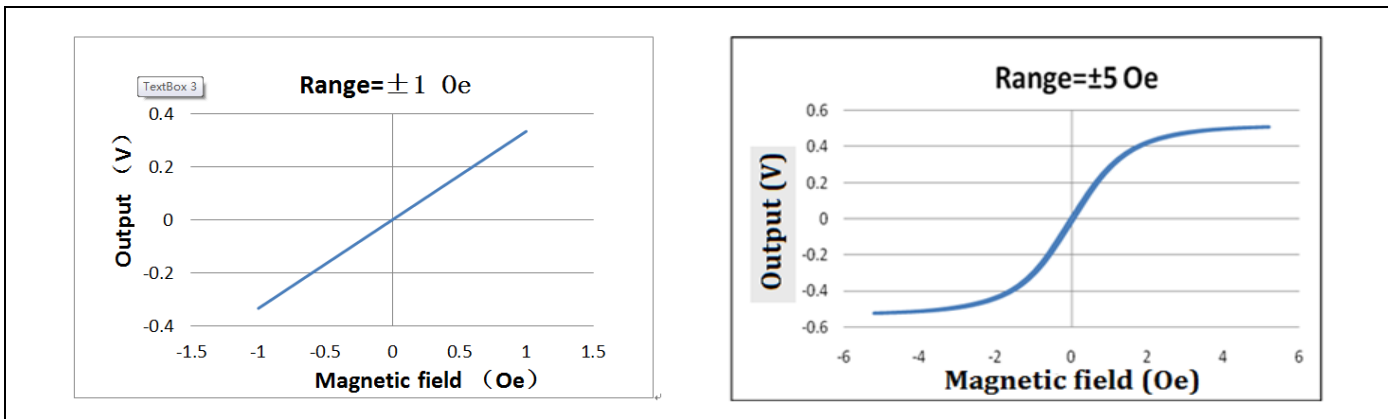 Range=±1 Oe
TextBox 3
0.4
0.2
0
-0.2
-0.4
Output （V）
-1.5 -1 -0.5 0 0.5 1 1.5
Magnetic field （Oe）
Range=±5 Oe
0.6
0.4
0.2
0
-0.2
-0.4
-0.6
Output (V)
-6 -4 -2 0 2 4 6
Magnetic field (Oe)